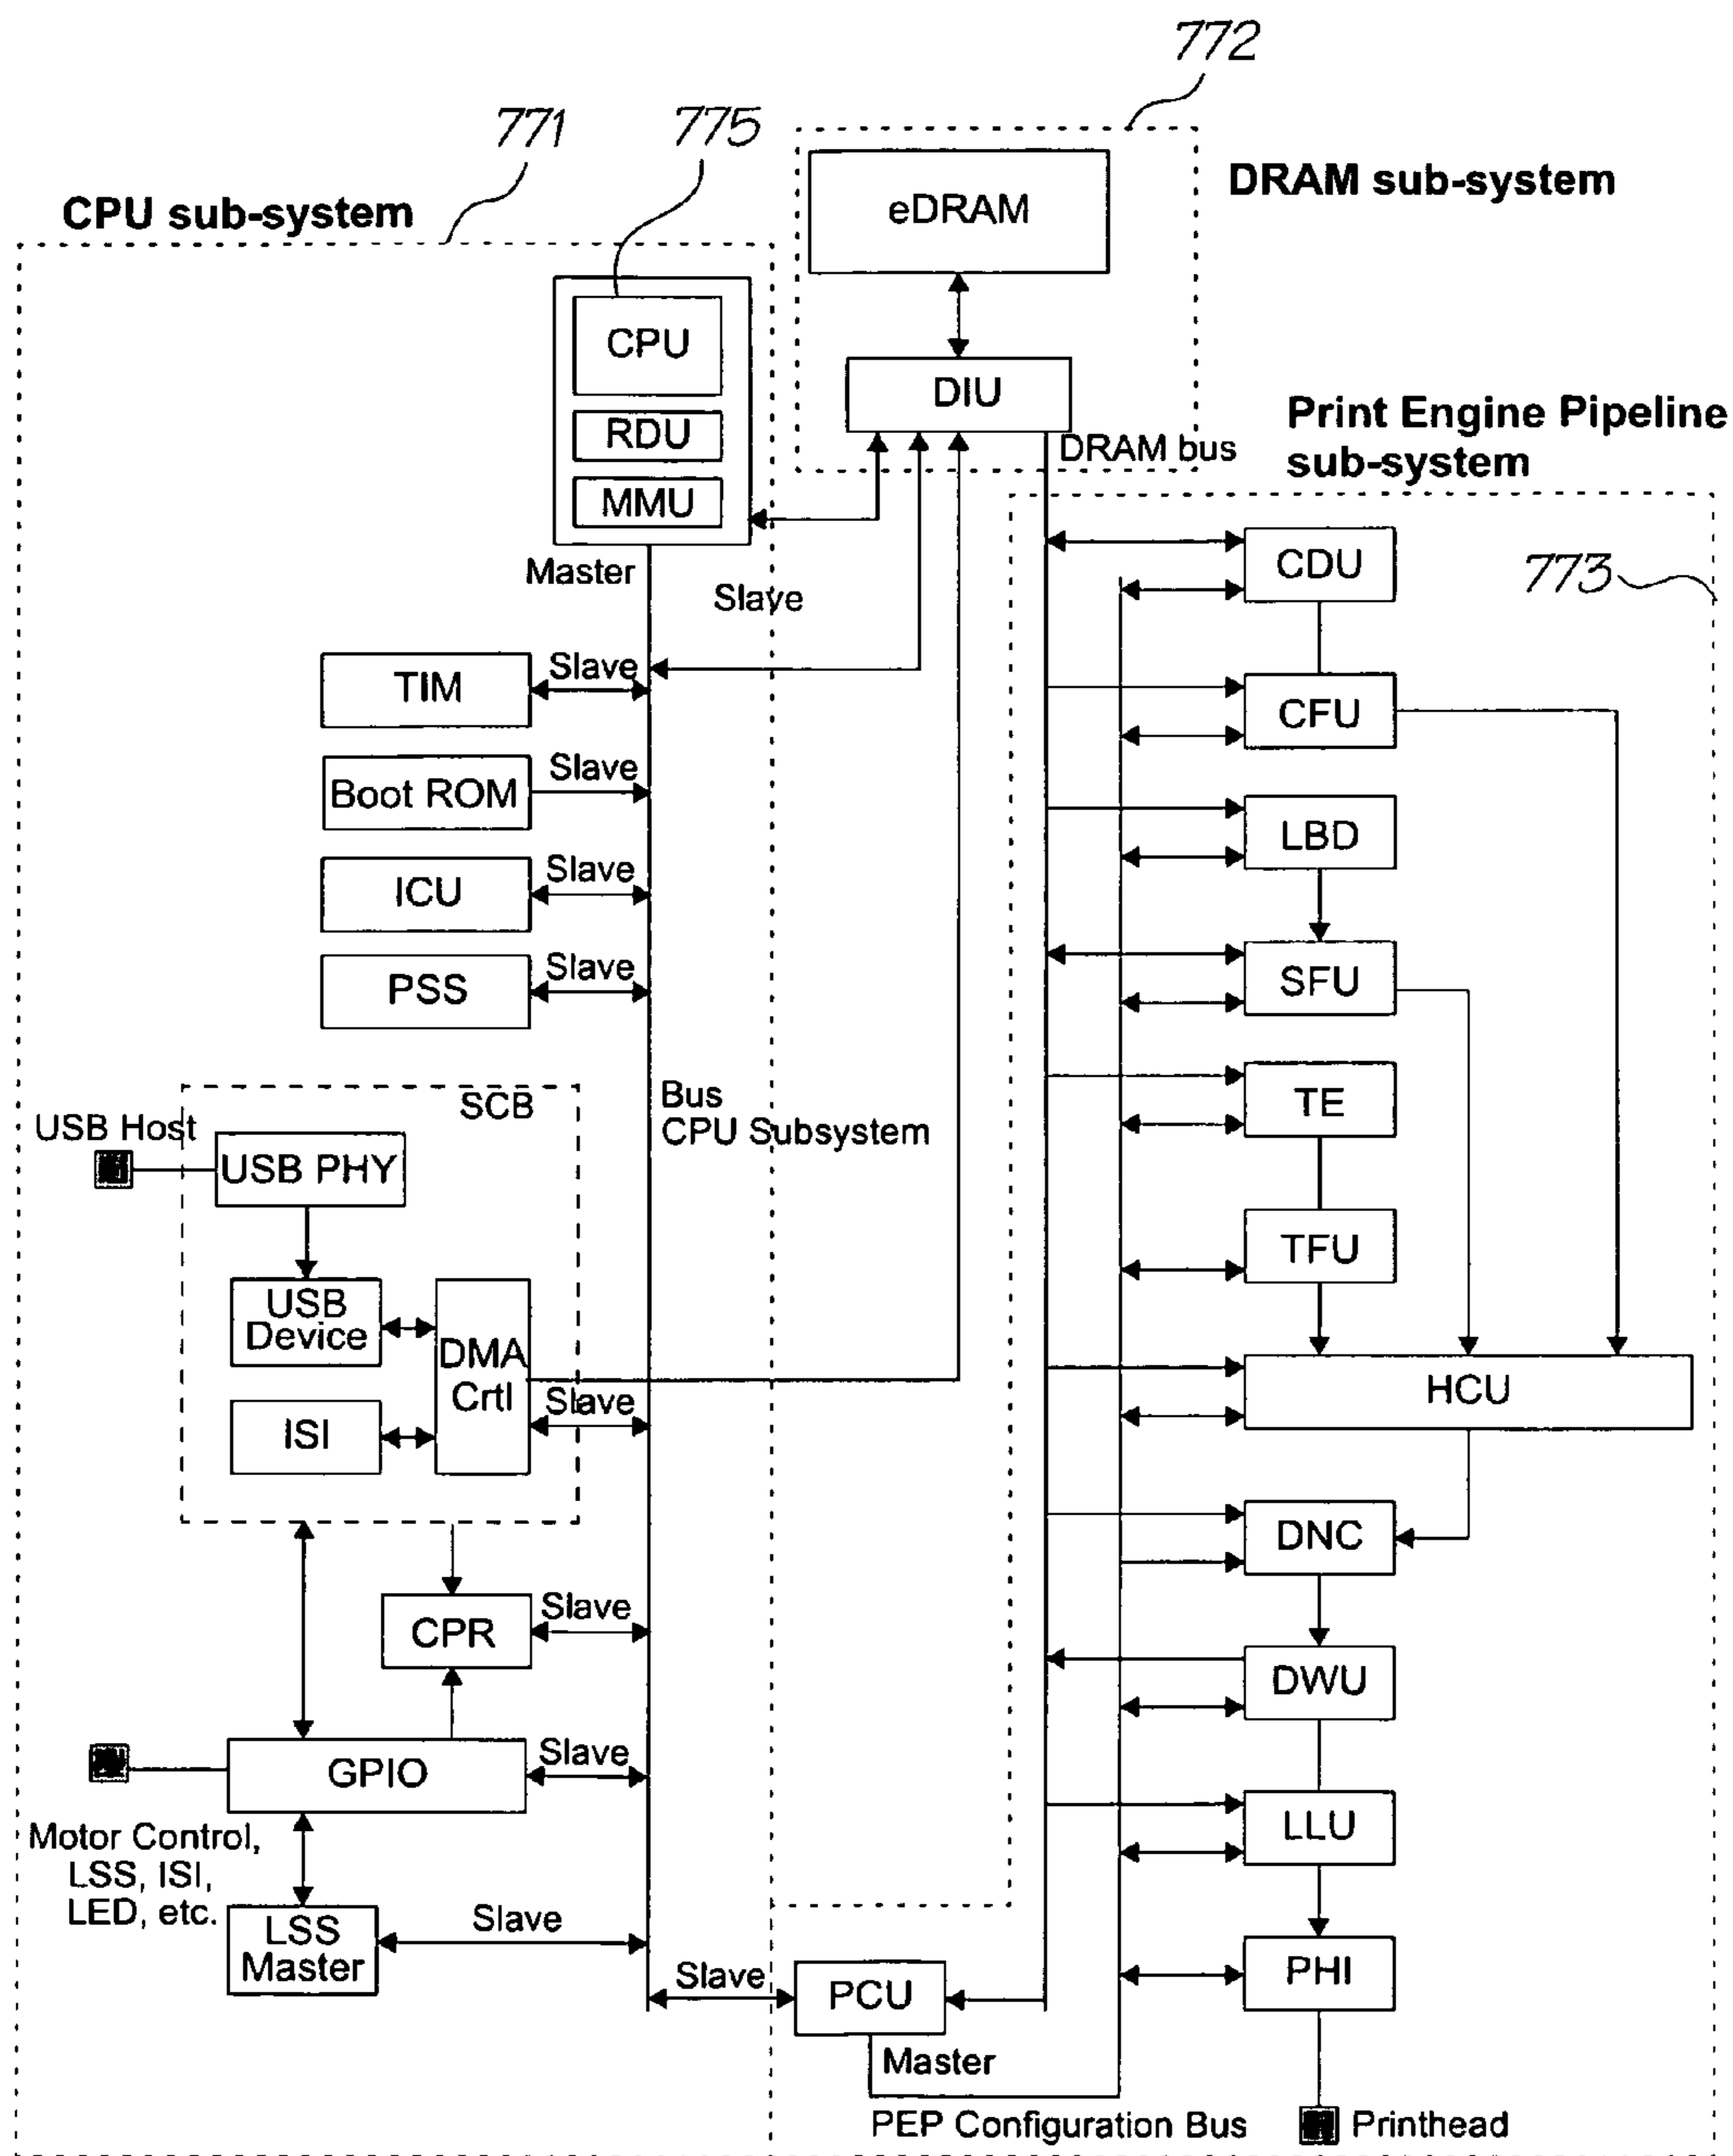 772
771
775
CPU sub-system
DRAM sub-system
eDRAM
CPU
DIU
RDU
DRAM bus
MMU
Print Engine Pipeline
sub-system
Master
Slave
CDU
773
TIM
Slave
CFU
Boot ROM
Slave
LBD
ICU
Slave
PSS
Slave
SFU
SCB
Bus
CPU Subsystem
TE
USB Host
USB PHY
TFU
USB
Device
DMA
Crtl
Slave
HCU
ISI
DNC
CPR
Slave
DWU
GPIO
Slave
Motor Control,
LSS, ISI,
LED, etc.
LLU
LSS
Master
Slave
PHI
Slave
PCU
Master
PEP Configuration Bus
Printhead